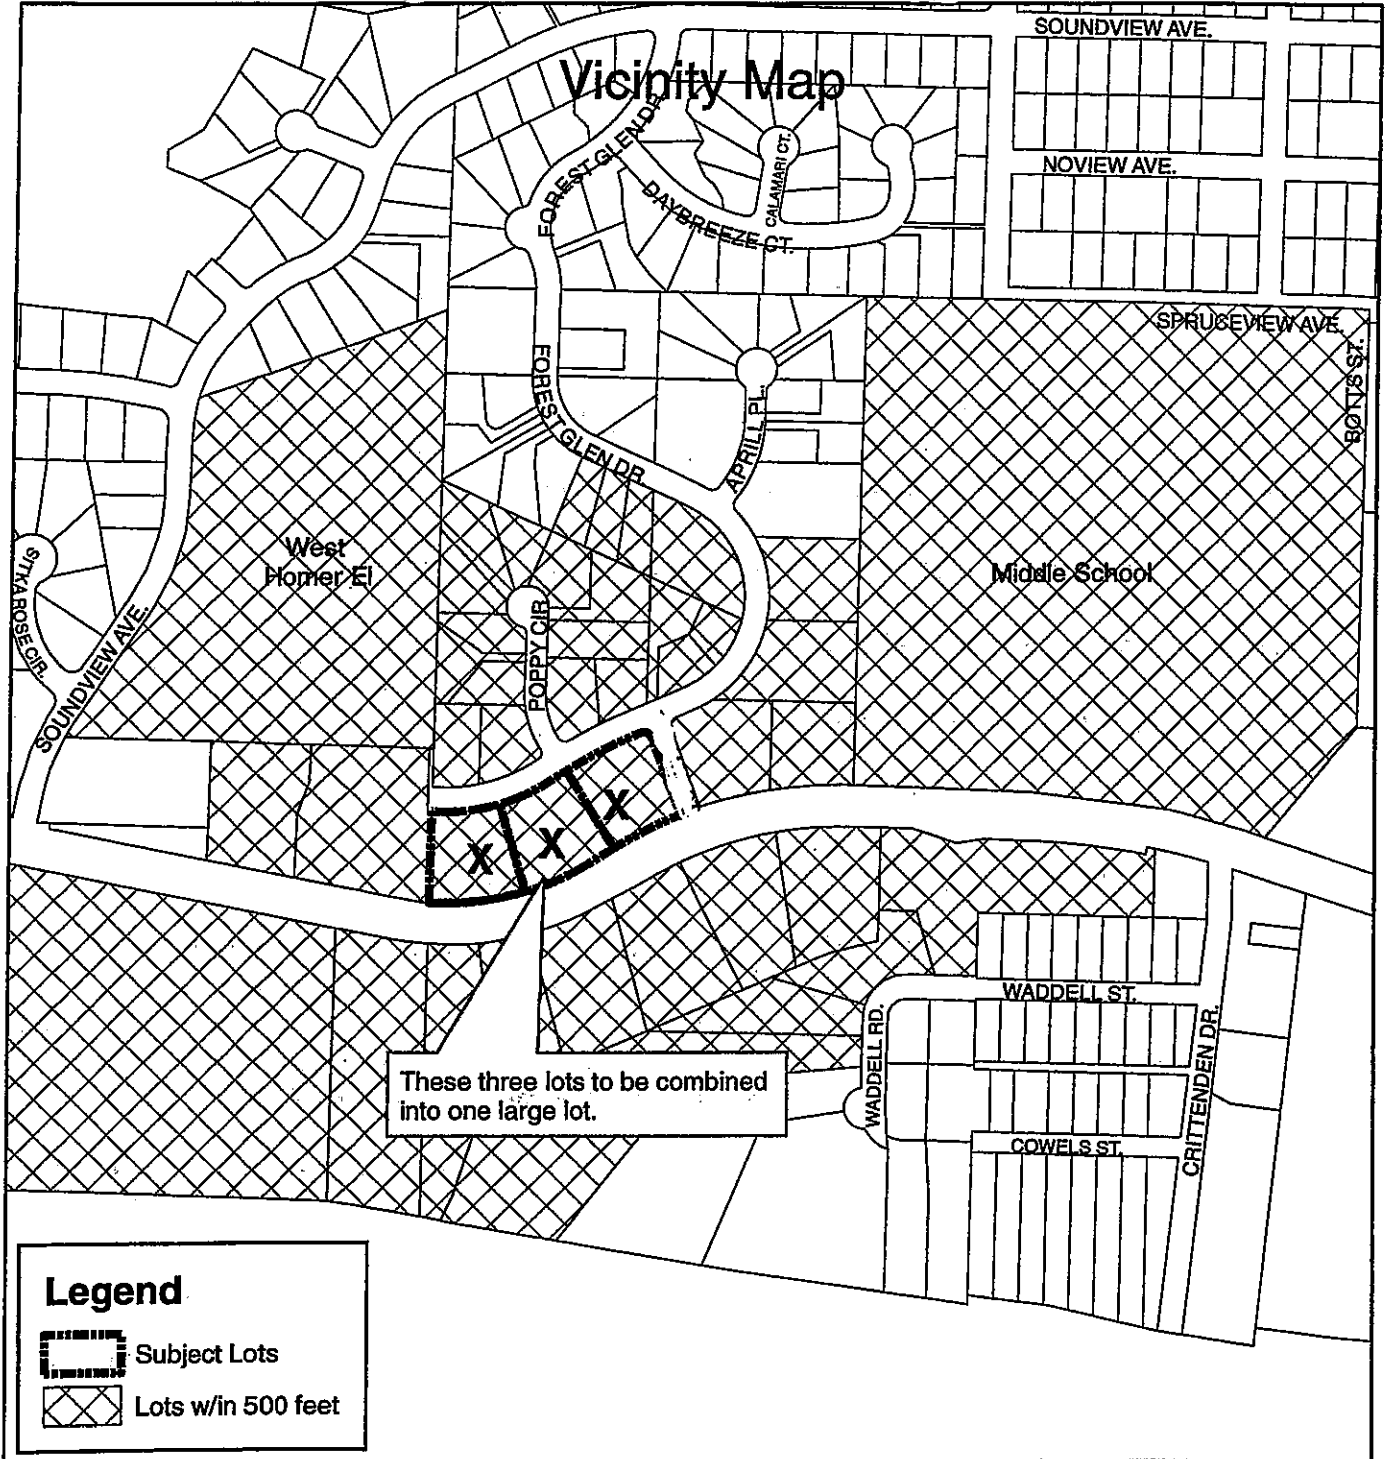 SOUNDVIEW AVE.
Vicinity Map
FOREST GLEN DR.
CALAMARI CT.
NOVIEW AVE.
DAYBREEZE CT.
SPRUCEVIEW AVE.
BOTTS ST.
FOREST GLEN DR.
APRILL PL.
West
Homer El
Middle School
SITKA ROSE CIR.
SOUNDVIEW AVE.
POPPY CIR
X
X
X
WADDELL ST.
WADDELL RD.
CRITTENDEN DR.
These three lots to be combined
into one large lot.
COWELS ST.
Legend
Subject Lots
Lots w/in 500 feet